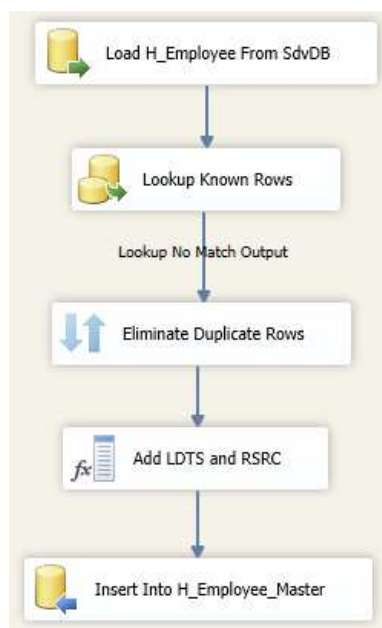 Load H_Employee From SdvDB
Lookup Known Rows
Lookup No Match Output
Eliminate Duplicate Rows
fx
Add LDTS and RSRC
Insert Into H_Employee_Master